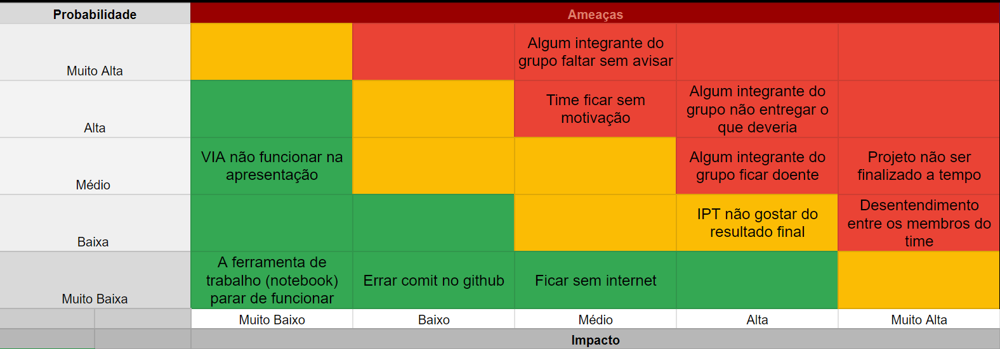 Probabilidade
Ameaças
Muito Alta
Algum integrante do
grupo faltar sem avisar
Alta
Time ficar sem
motivação
Algum integrante do
grupo não entregar o
que deveria
Médio
VIA não funcionar na
apresentação
Algum integrante do
grupo ficar doente
Projeto não ser
finalizado a tempo
Baixa
IPT não gostar do
resultado final
Desentendimento
entre os membros do
time
Muito Baixa
A ferramenta de
trabalho (notebook)
parar de funcionar
Errar comit no github
Ficar sem internet
Muito Baixo
Baixo
Médio
Alta
Muito Alta
Impacto